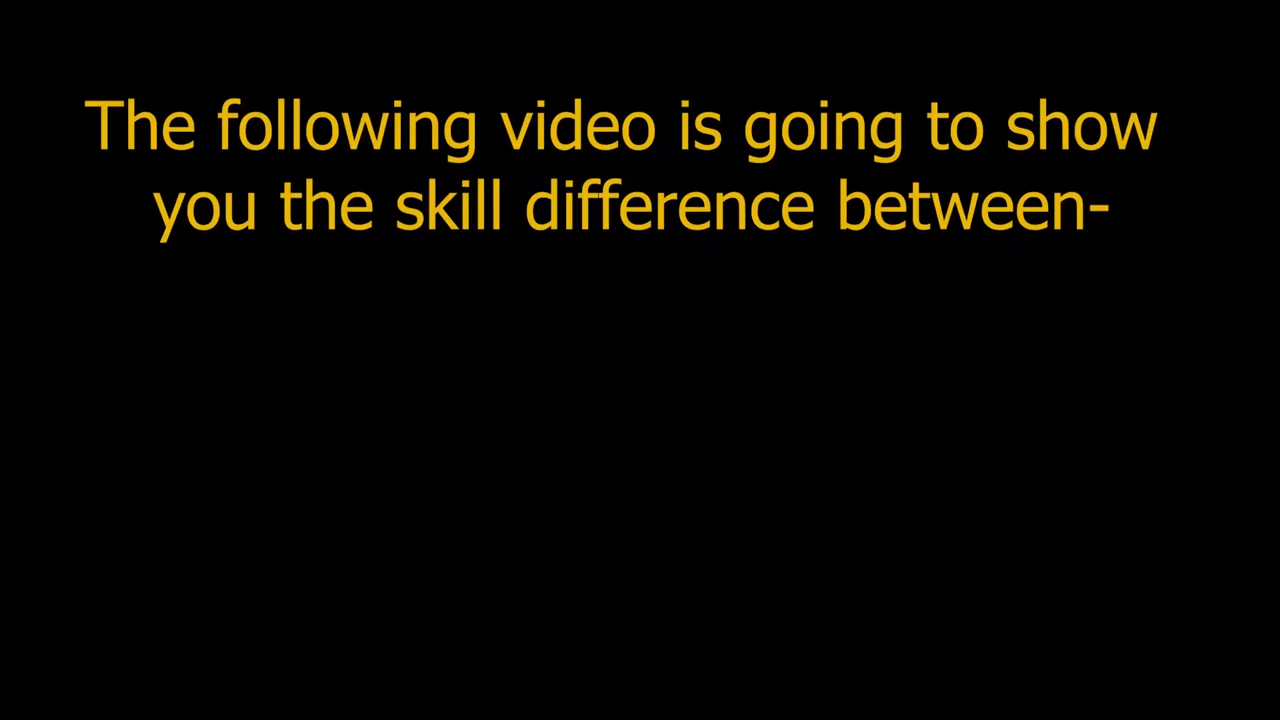 The following video is going to show
you the skill difference between-